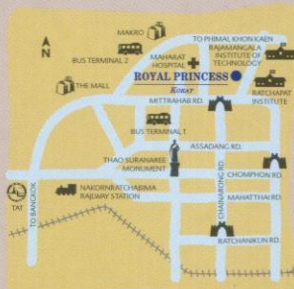 MAKRO
TO PHIMAI, KHON KAEN
N
RAJAMANGALA
INSTITUTE OF
TECHNOLOGY
BUS TERMINAL 2
MAHARAT
HOSPITAL
ROYAL PRINCESS
KORAT
THE MALL
MITTRAHAB RD.
RATCHAPAT
INSTITUTE
BUS TERMINAL 1
ASSADANG RD.
THAO SURANAREE
MONUMENT
CHOMPHON RD.
NAKORNRATCHASIMA
RAILWAY STATION
MAHATTHAI RD.
CHAINARONG RD.
TAT
TO BANGKOK
RATCHANIKUN RD.